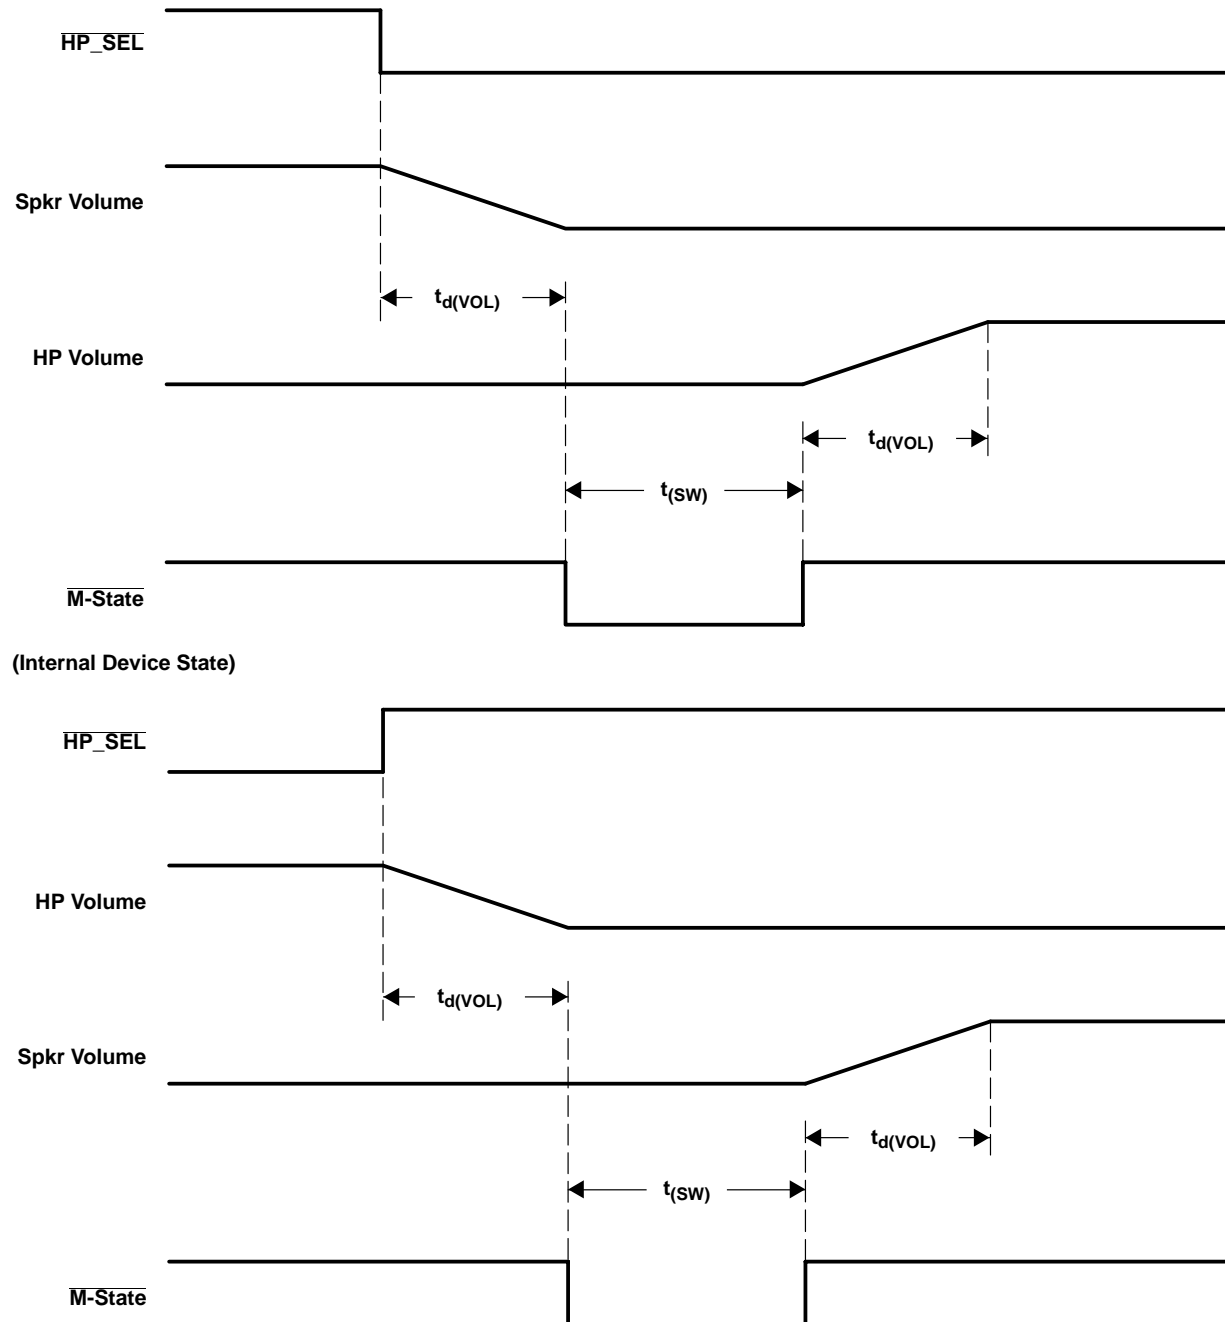 HP_SEL
Spkr Volume
td(VOL)
HP Volume
td(VOL)
t(SW)
M-State
(Internal Device State)
HP_SEL
HP Volume
td(VOL)
Spkr Volume
td(VOL)
t(SW)
M-State